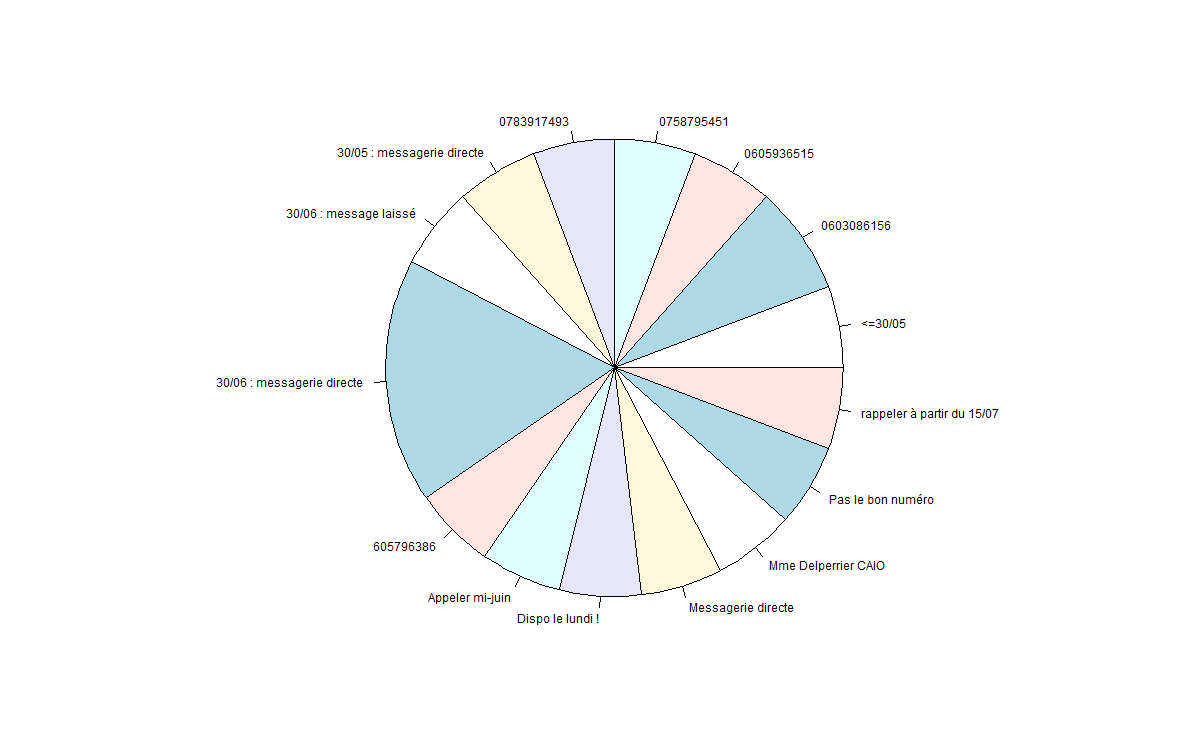 0783917493
0758795451
30/05 : messagerie directe
0605936515
30/06 : message laissé
0603086156
<=30/05
30/06 : messagerie directe
rappeler à partir du 15/07
Pas le bon numéro
605796386
Mme Delperrier CAIO
Appeler mi-juin
Messagerie directe
Dispo le lundi !